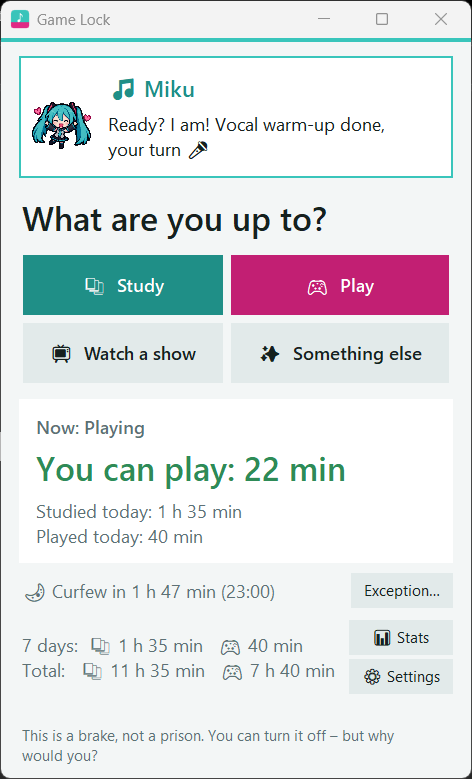 Game Lock
Miku
Ready? I am! Vocal warm-up done,
your turn 🎤
What are you up to?
Study
Play
Watch a show
Something else
Now: Playing
You can play: 22 min
Studied today: 1 h 35 min
Played today: 40 min
Curfew in 1 h 47 min (23:00)
Exception...
7 days: 1 h 35 min 40 min
Stats
Total: 11 h 35 min 7 h 40 min
Settings
This is a brake, not a prison. You can turn it off – but why
would you?